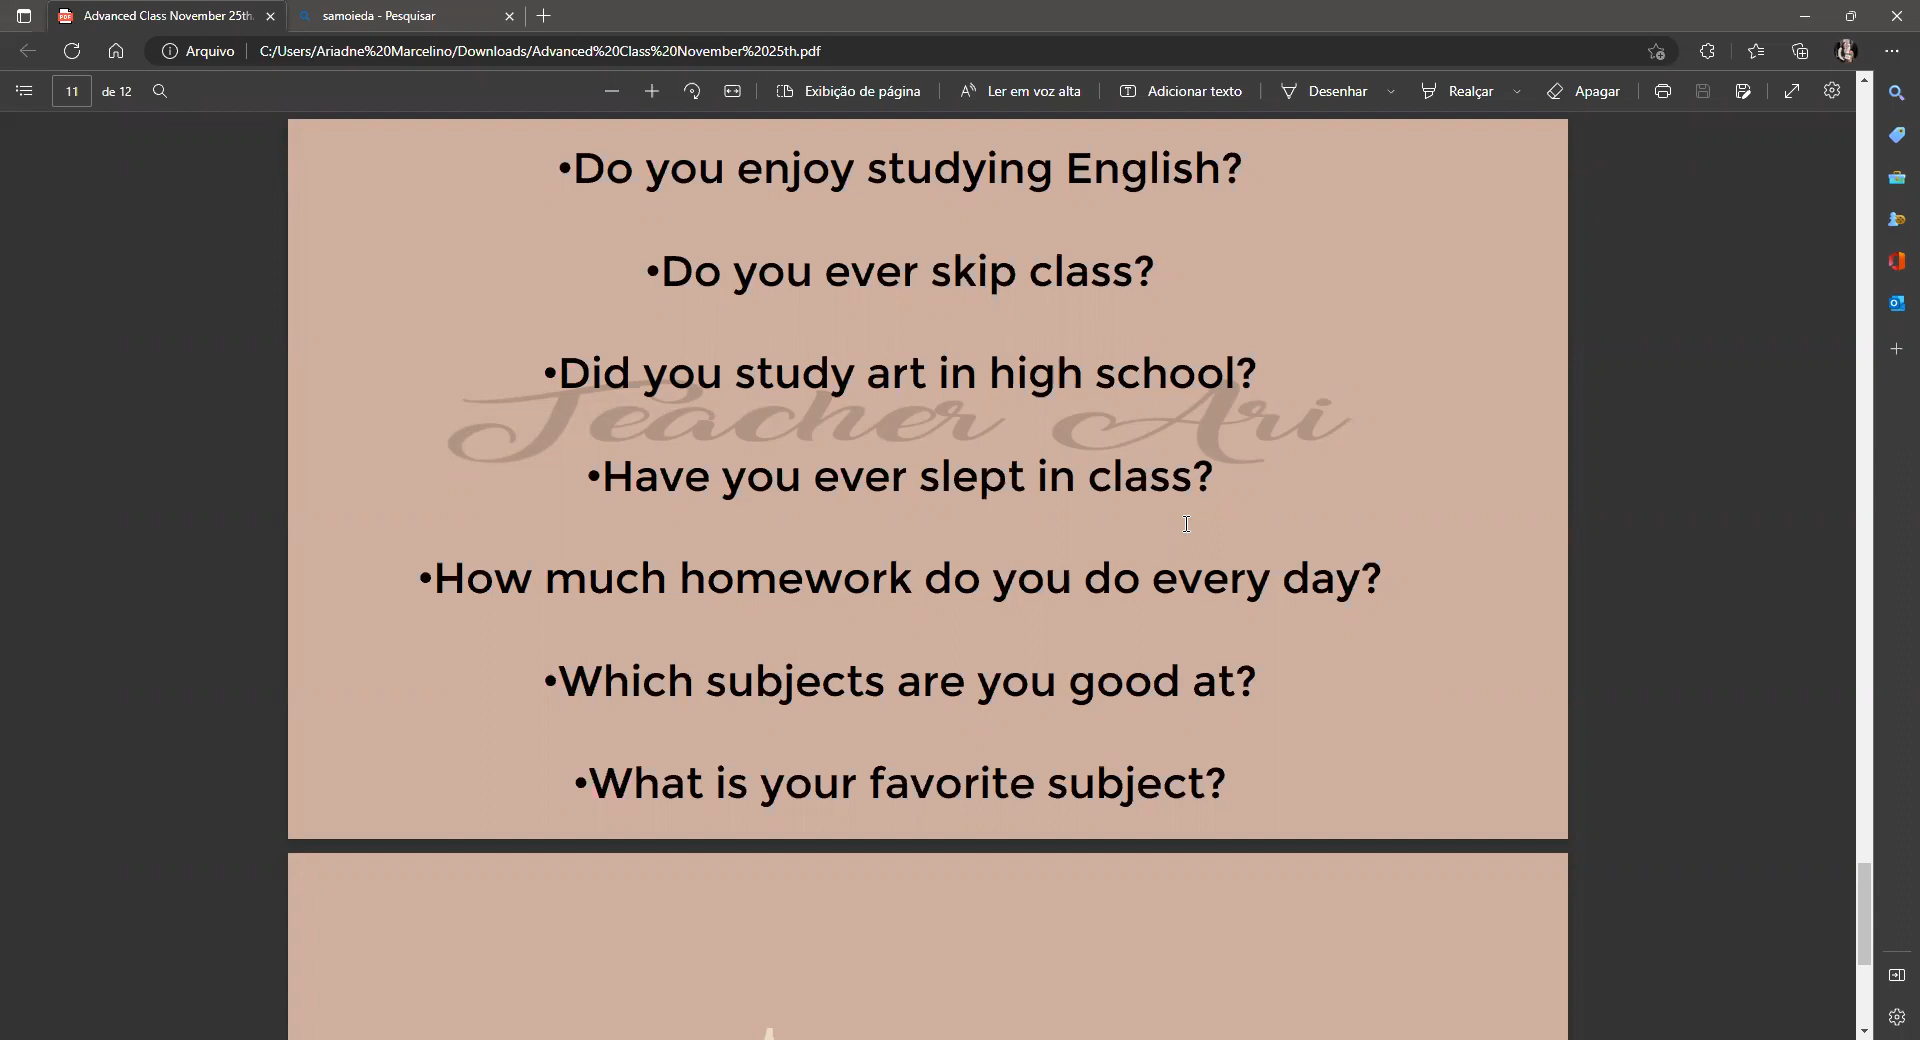 Advanced Class November 25th.
samoieda - Pesquisar
Arquivo
C:/Users/Ariadne%20Marcelino/Downloads/Advanced%20Class%20November%2025th.pdf
11 de 12
Exibição de página
Ler em voz alta
Adicionar texto
Desenhar
Realçar
Apagar
•Do you enjoy studying English?
•Do you ever skip class?
•Did you study art in high school?
Teacher Ari
•Have you ever slept in class?
•How much homework do you do every day?
•Which subjects are you good at?
•What is your favorite subject?